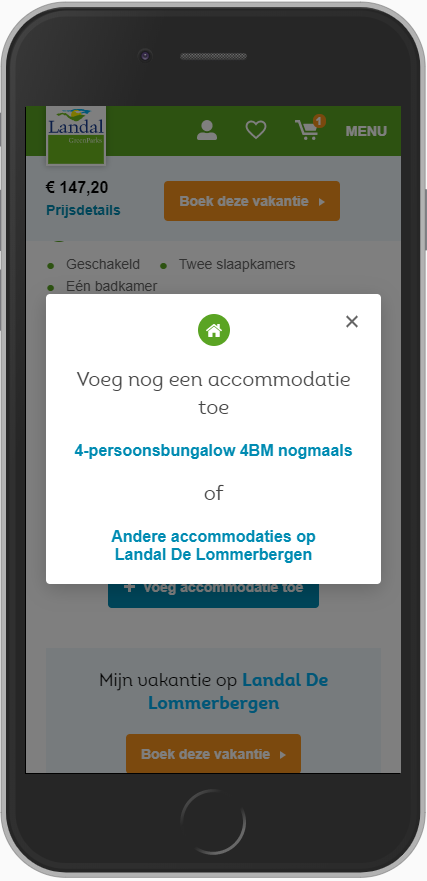 Landal
GreenParks
1
MENU
€ 147,20
Prijsdetails
Boek deze vakantie
Geschakeld
Twee slaapkamers
Eén badkamer
Voeg nog een accommodatie
toe
4-persoonsbungalow 4BM nogmaals
of
Andere accommodaties op
Landal De Lommerbergen
+ Voeg accommodatie toe
Mijn vakantie op Landal De
Lommerbergen
Boek deze vakantie